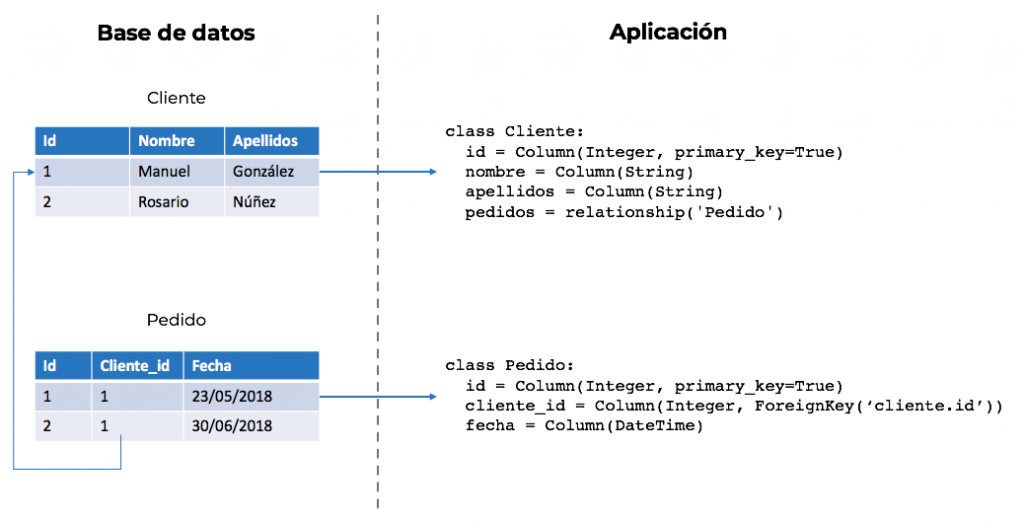 Base de datos
Aplicación
Cliente
Id Nombre Apellidos
1 Manuel González
2 Rosario Núñez
class Cliente:
id = Column(Integer, primary_key=True)
nombre = Column(String)
apellidos = Column(String)
pedidos = relationship('Pedido')
Pedido
Id Cliente_id Fecha
1 1 23/05/2018
2 1 30/06/2018
class Pedido:
id = Column(Integer, primary_key=True)
cliente_id = Column(Integer, ForeignKey(‘cliente.id’))
fecha = Column(DateTime)